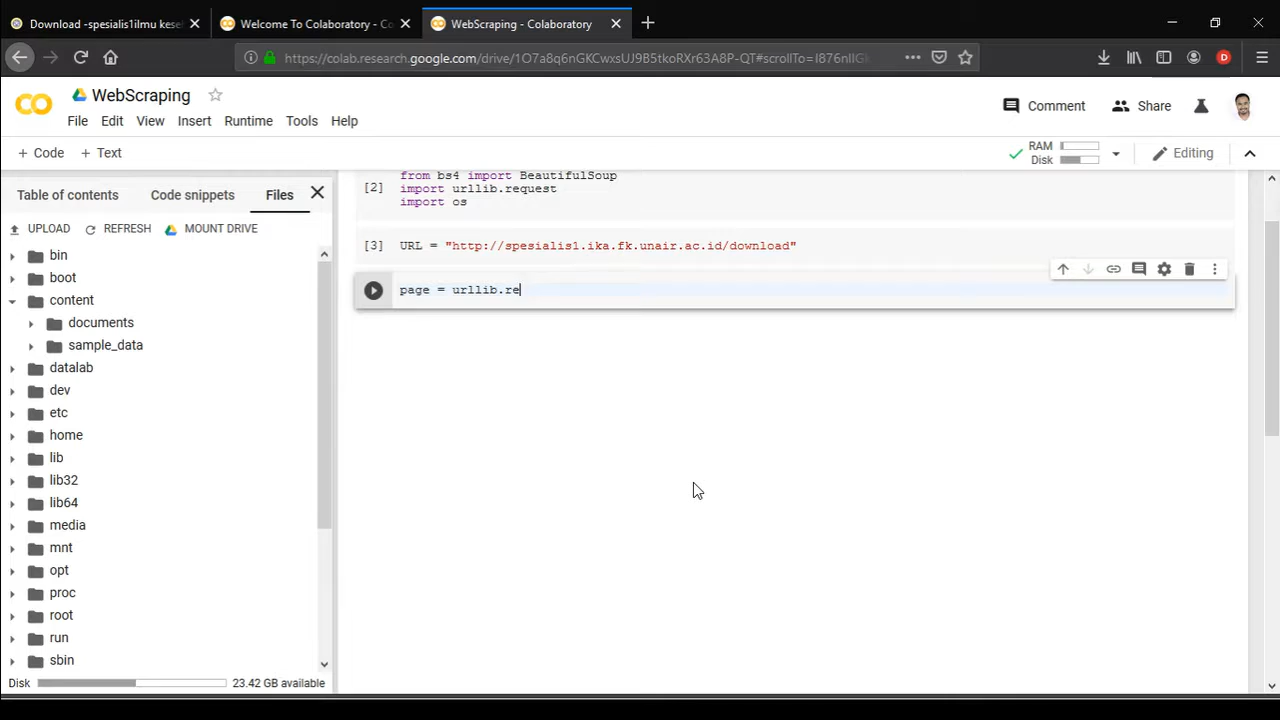 Download -spesialis1ilmu kese
Welcome To Colaboratory - Co
WebScraping - Colaboratory
https://colab.research.google.com/drive/1O7a8q6nGKCwxsUJ9B5tkoRXr63A8P-QT#scrollTo=I876nIIG
D
CO
WebScraping
Comment
Share
File Edit View Insert Runtime Tools Help
+ Code + Text
RAM
Disk
Editing
Table of contents Code snippets Files
UPLOAD REFRESH MOUNT DRIVE
bin
boot
content
documents
sample_data
datalab
dev
etc
home
lib
lib32
lib64
media
mnt
opt
proc
root
run
sbin
Disk 23.42 GB available
from bs4 import BeautifulSoup
[2] import urllib.request
import os
[3] URL = "http://spesialis1.ika.fk.unair.ac.id/download"
page = urllib.re